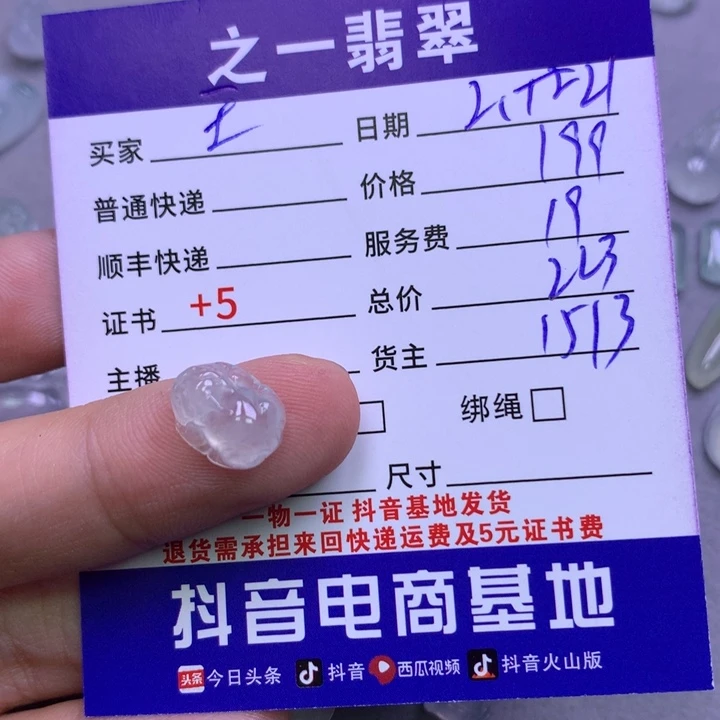 之一翡翠
买家 日期
普通快递 价格 199
顺丰快递 服务费 19
证书 +5 总价 223
主播 货主 1513
绑绳
尺寸
一物一证 抖音基地发货
退货需承担来回快递运费及5元证书费
抖音电商基地
头条 今日头条 抖音 西瓜视频 抖音火山版